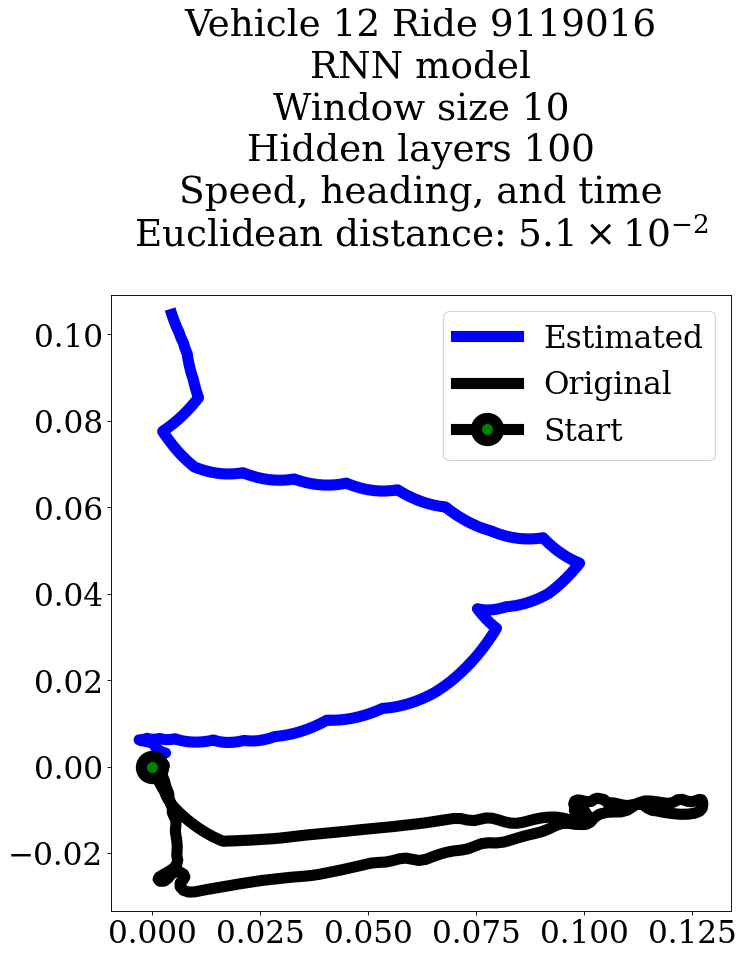 Vehicle 12 Ride 9119016
RNN model
Window size 10
Hidden layers 100
Speed, heading, and time
Euclidean distance: 5.1 × 10⁻²
Estimated
Original
Start
0.10
0.08
0.06
0.04
0.02
0.00
−0.02
0.000 0.025 0.050 0.075 0.100 0.125